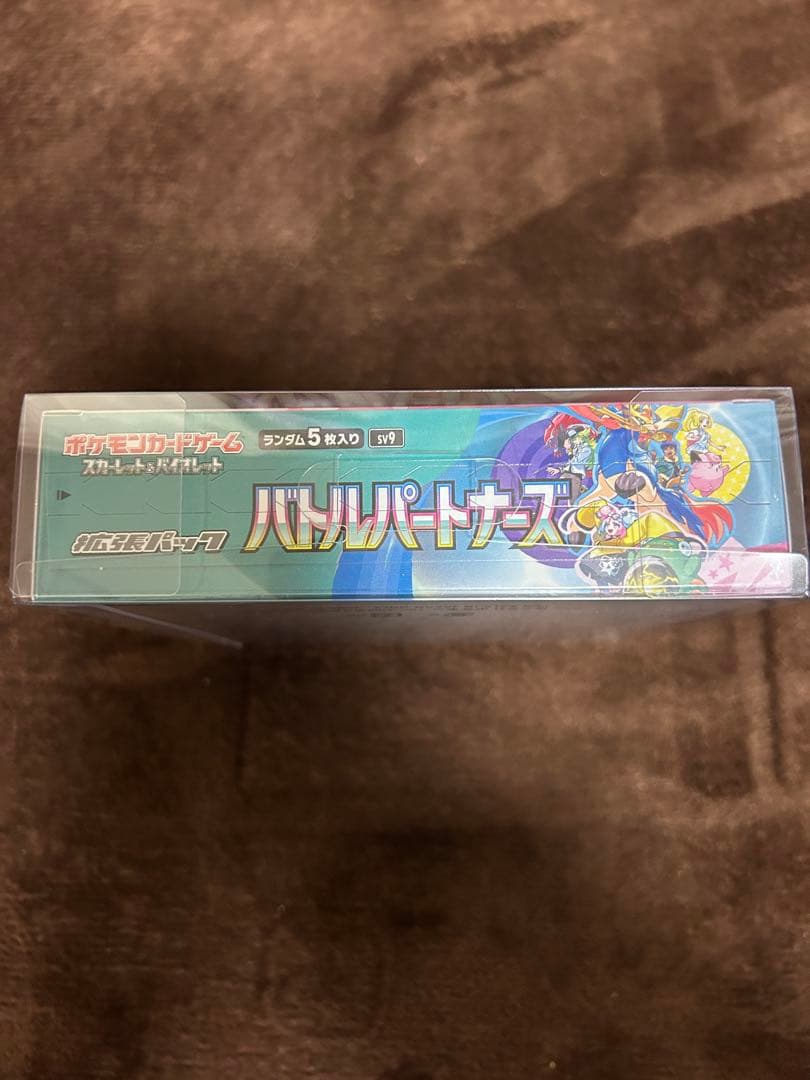 ポケモンカードゲーム
スカーレット&バイオレット
ランダム5枚入り
SV9
拡張パック
バトルパートナーズ